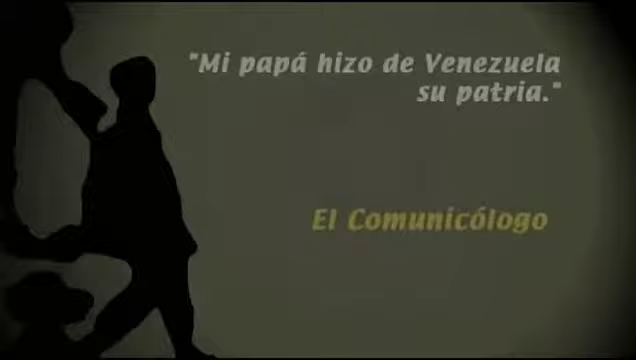 "Mi papá hizo de Venezuela
su patria."
El Comunicólogo